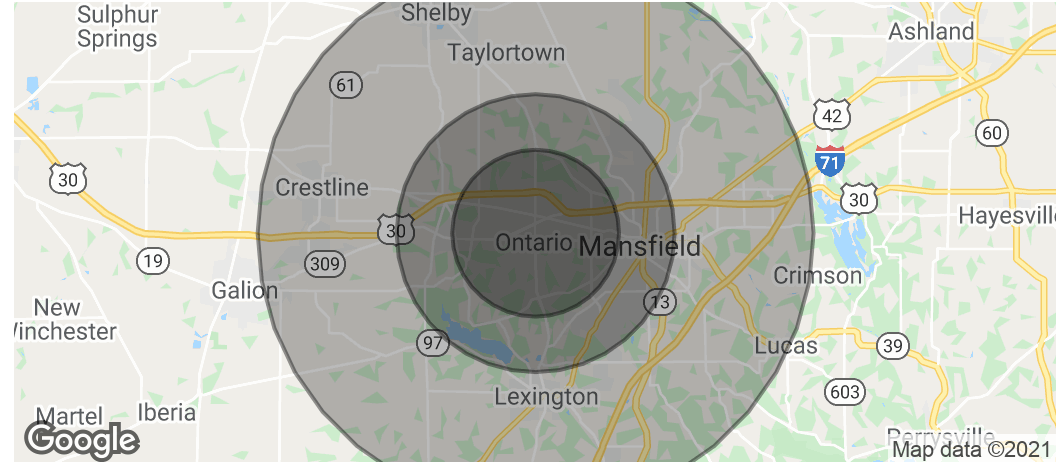 Shelby
Sulphur
Springs
Ashland
Taylortown
61
42
60
71
30
Crestline
30
Hayesville
30
Ontario
Mansfield
19
309
Crimson
Galion
13
New
Winchester
97
Lucas
39
603
Lexington
Martel
Iberia
Perrysville
Google
Map data ©2021